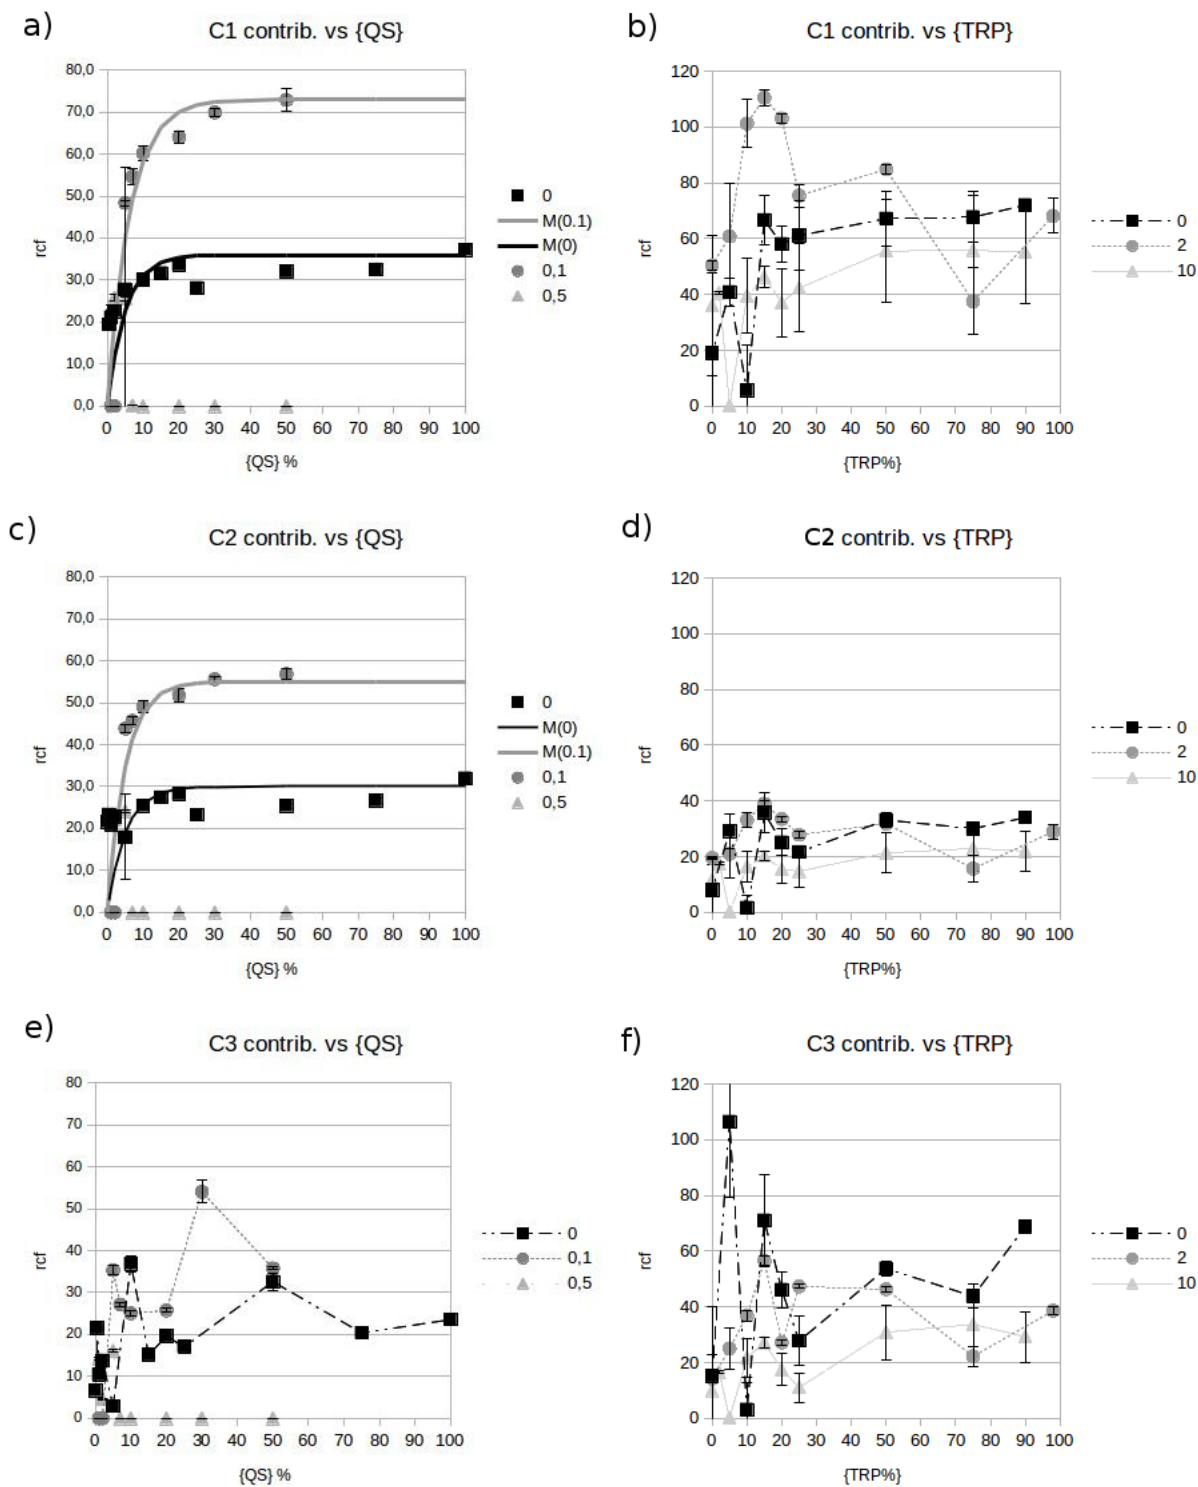 a)
C1 contrib. vs {QS}
80,0
70,0
60,0
50,0
40,0
30,0
20,0
10,0
0,0
rcf
0 10 20 30 40 50 60 70 80 90 100
{QS} %
0
M(0.1)
M(0)
0,1
0,5
b)
C1 contrib. vs {TRP}
120
100
80
60
40
20
0
rcf
0 10 20 30 40 50 60 70 80 90 100
{TRP%}
0
2
10
c)
C2 contrib. vs {QS}
80,0
70,0
60,0
50,0
40,0
30,0
20,0
10,0
0,0
rcf
0 10 20 30 40 50 60 70 80 90 100
{QS} %
0
M(0)
M(0.1)
0,1
0,5
d)
C2 contrib. vs {TRP}
120
100
80
60
40
20
0
rcf
0 10 20 30 40 50 60 70 80 90 100
{TRP%}
0
2
10
e)
C3 contrib. vs {QS}
80
70
60
50
40
30
20
10
0
rcf
0 10 20 30 40 50 60 70 80 90 100
{QS} %
0
0,1
0,5
f)
C3 contrib. vs {TRP}
120
100
80
60
40
20
0
rcf
0 10 20 30 40 50 60 70 80 90 100
{TRP%}
0
2
10